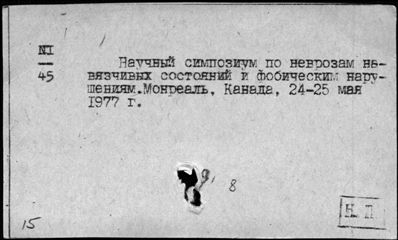 №I
45
Научный симпозиум по неврозам на-
вязчивых состояний и фобическим нару-
шениям.Монреаль, Канада, 24-25 мая
1977 г.
8
15
Н. П